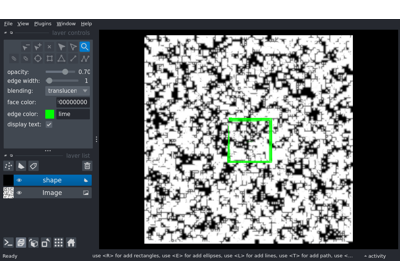 File View Plugins Window Help
layer controls
opacity: 0.70
edge width: 1
blending: translucen
face color: 00000000
edge color: lime
display text:
layer list
shape
Image
Ready
use <R> for add rectangles, use <E> for add ellipses, use <L> for add lines, use <T> for add path, use <...
activity